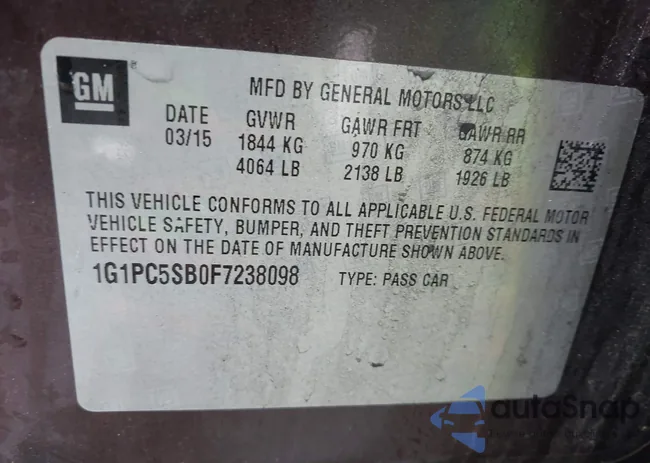 GM
MFD BY GENERAL MOTORS LLC
DATE GVWR GAWR FRT GAWR RR
03/15 1844 KG 970 KG 874 KG
4064 LB 2138 LB 1926 LB
THIS VEHICLE CONFORMS TO ALL APPLICABLE U.S. FEDERAL MOTOR
VEHICLE SAFETY, BUMPER, AND THEFT PREVENTION STANDARDS IN
EFFECT ON THE DATE OF MANUFACTURE SHOWN ABOVE.
1G1PC5SB0F7238098 TYPE: PASS CAR
autoSnap